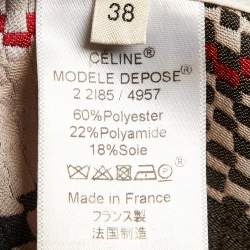 38
CÉLINE®
MODELE DEPOSE®
2 2I85 / 4957
60%Polyester
22%Polyamide
18%Soie
Made in France
フランス製
法国制造